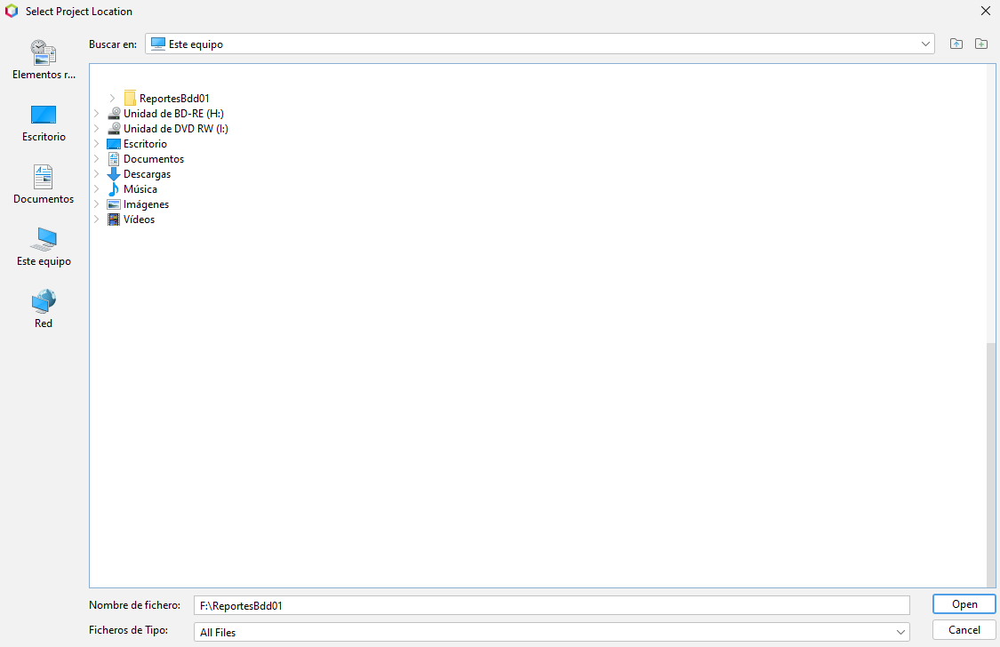 Select Project Location
Buscar en:
Este equipo
Elementos r...
Escritorio
Documentos
Este equipo
Red
ReportesBdd01
Unidad de BD-RE (H:)
Unidad de DVD RW (I:)
Escritorio
Documentos
Descargas
Música
Imágenes
Vídeos
Nombre de fichero:
F:\ReportesBdd01
Open
Ficheros de Tipo:
All Files
Cancel